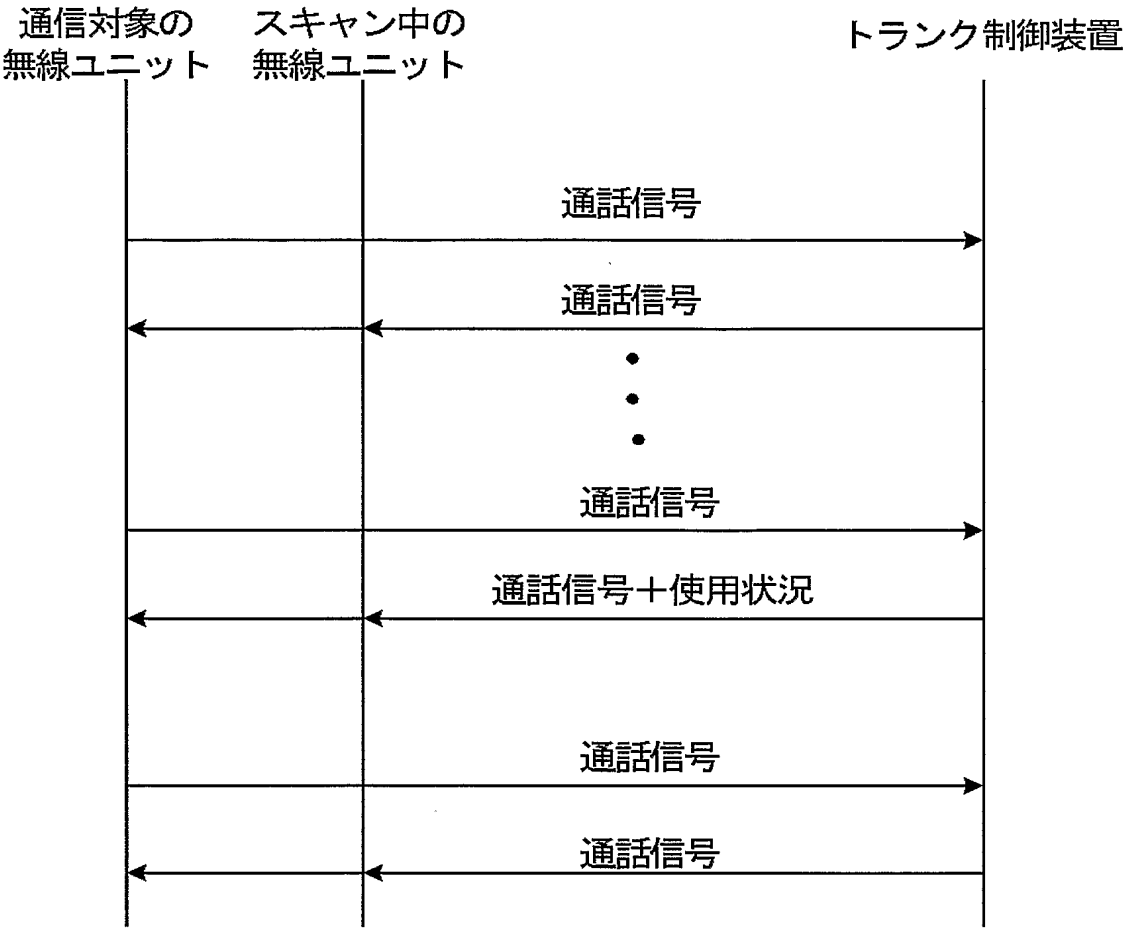 通信対象の
無線ユニット
スキャン中の
無線ユニット
トランク制御装置
通話信号
通話信号
通話信号
通話信号＋使用状況
通話信号
通話信号